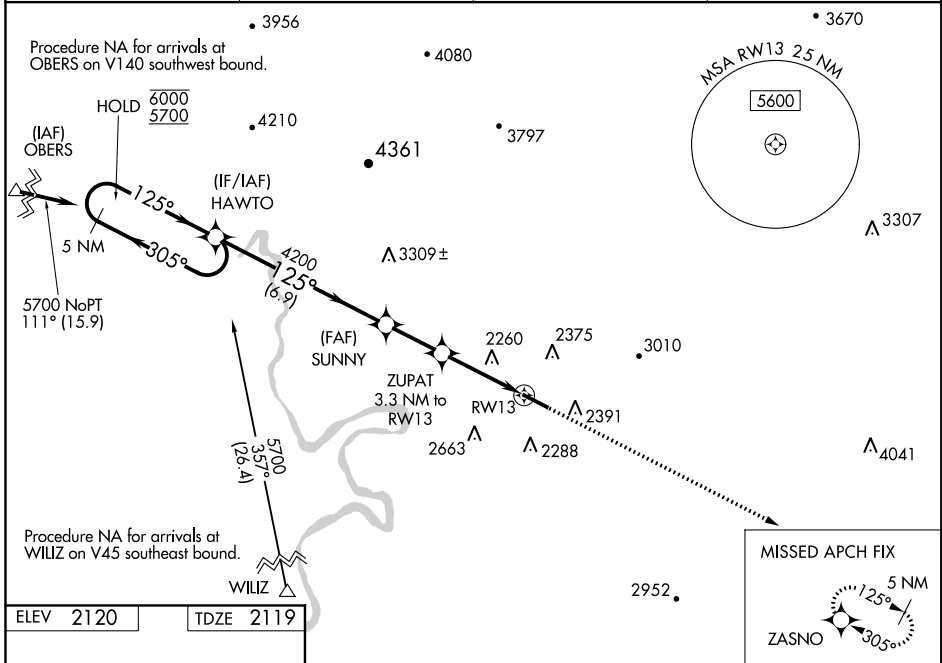 3956
3670
Procedure NA for arrivals at
OBERS on V140 southwest bound.
4080
MSA RW13 25 NM
5600
HOLD
6000
5700
4210
3797
(IAF)
OBERS
4361
(IF/IAF)
HAWTO
125°
5 NM
305°
3309±
3307
4200
125°
(6.9)
5700 NoPT
111° (15.9)
(FAF)
SUNNY
2260
2375
3010
ZUPAT
3.3 NM to
RW13
RW13
2391
2663
2288
4041
5700
357°
(26.4)
Procedure NA for arrivals at
WILIZ on V45 southeast bound.
WILIZ
2952
MISSED APCH FIX
5 NM
125°
305°
ZASNO
ELEV 2120
TDZE 2119